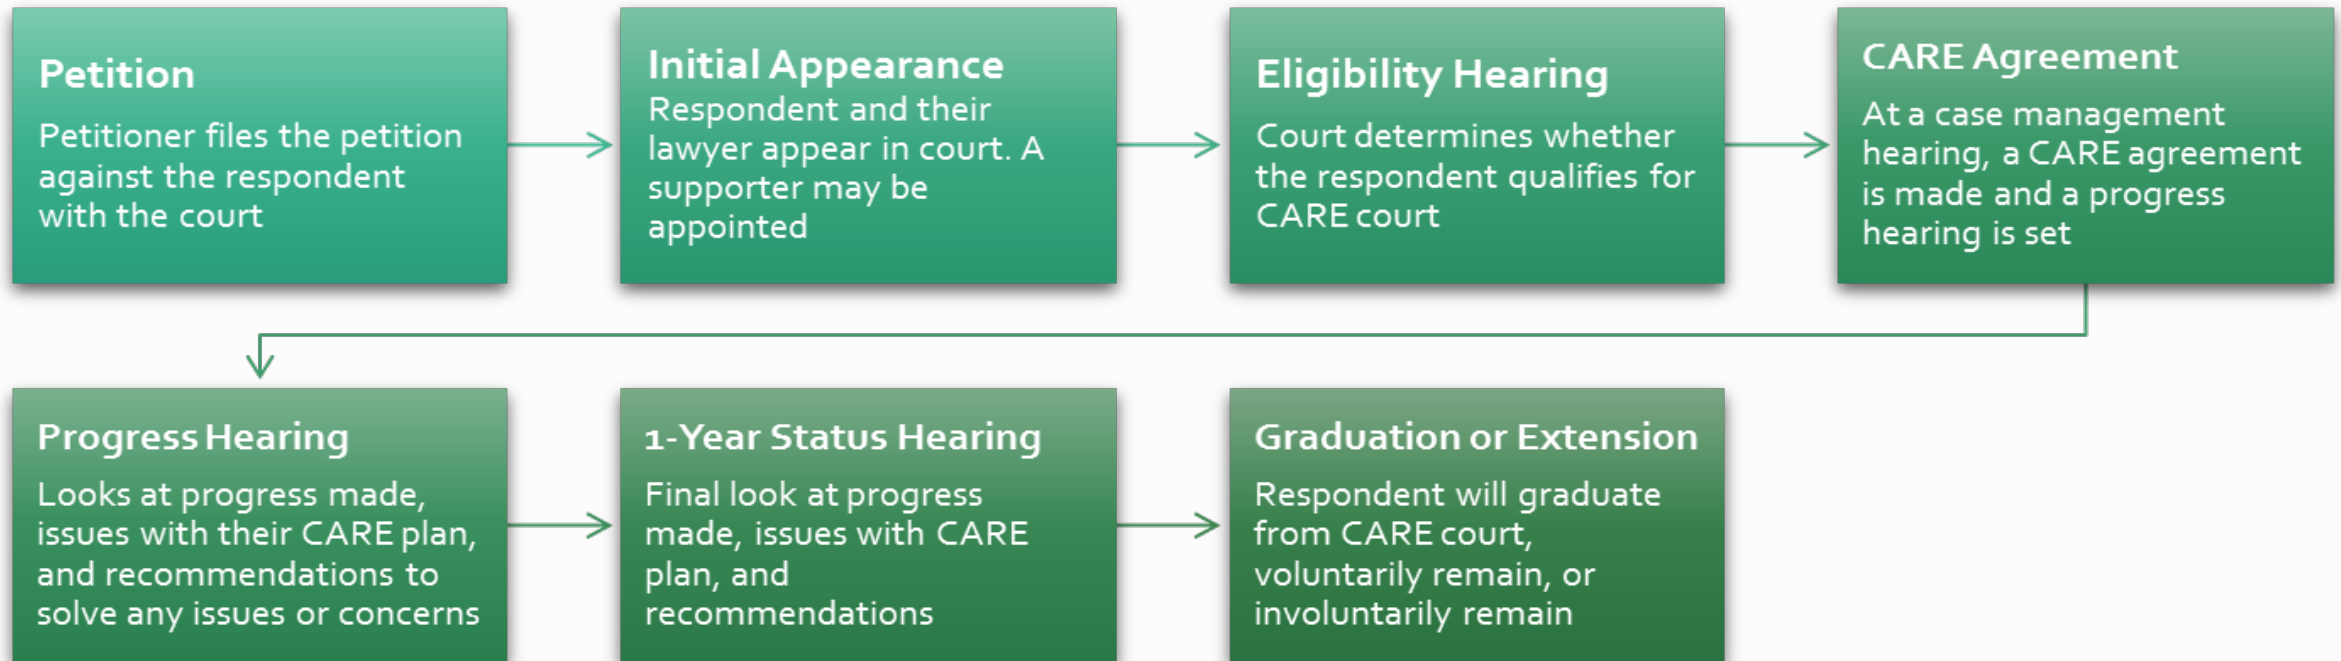 Petition
Petitioner files the petition
against the respondent
with the court
Initial Appearance
Respondent and their
lawyer appear in court. A
supporter may be
appointed
Eligibility Hearing
Court determines whether
the respondent qualifies for
CARE court
CARE Agreement
At a case management
hearing, a CARE agreement
is made and a progress
hearing is set
Progress Hearing
Looks at progress made,
issues with their CARE plan,
and recommendations to
solve any issues or concerns
1-Year Status Hearing
Final look at progress
made, issues with CARE
plan, and
recommendations
Graduation or Extension
Respondent will graduate
from CARE court,
voluntarily remain, or
involuntarily remain